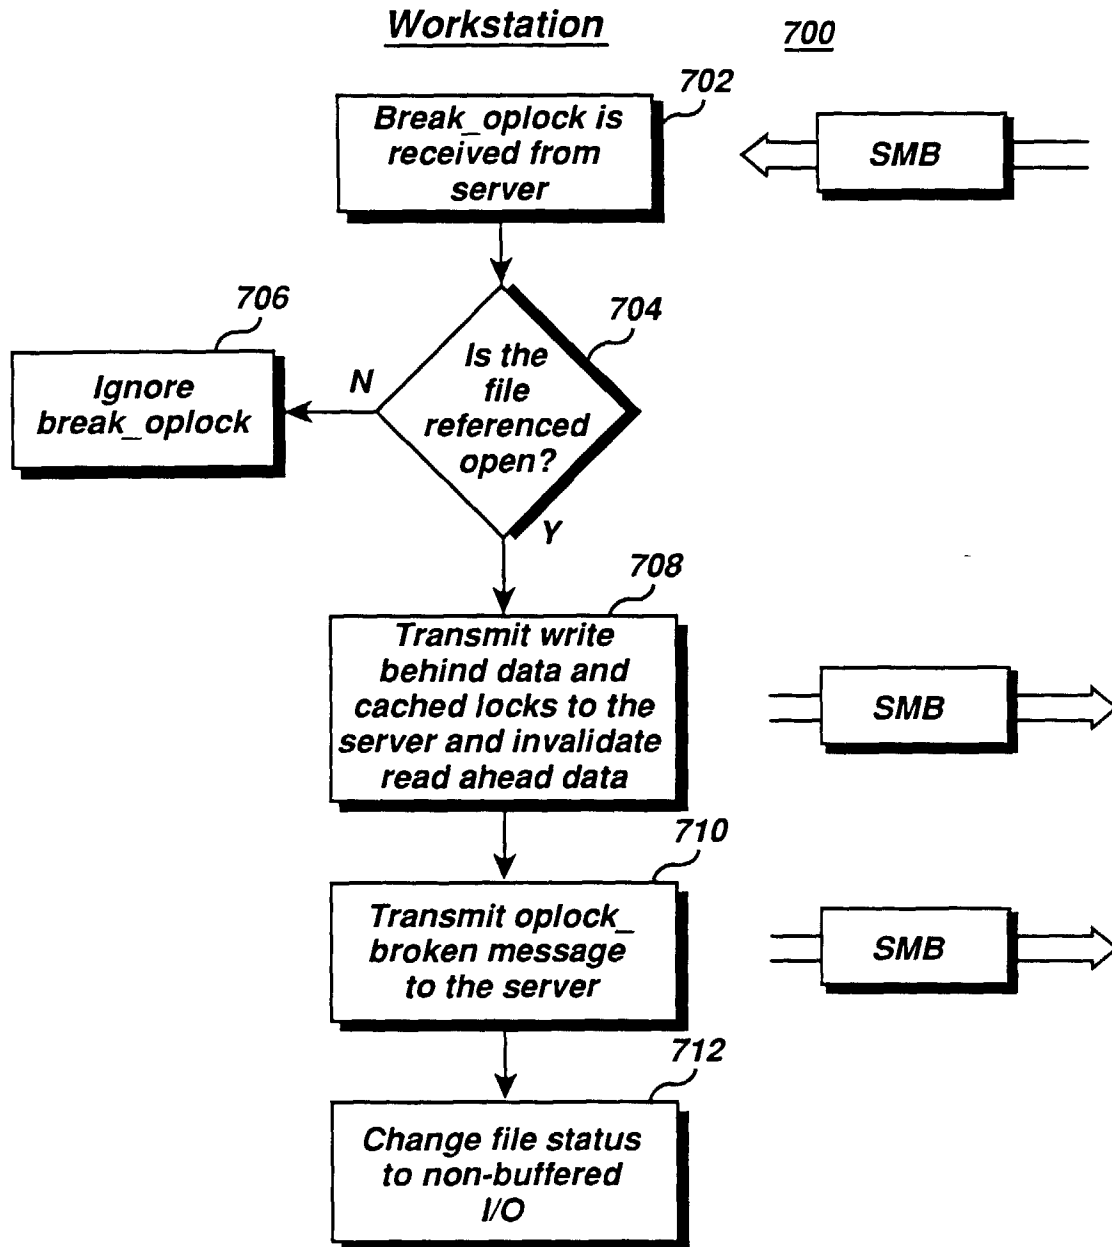 Workstation
700
702
Break_oplock is
received from
server
SMB
706
704
Ignore
break_oplock
N
Is the
file
referenced
open?
Y
708
Transmit write
behind data and
cached locks to the
server and invalidate
read ahead data
SMB
710
Transmit oplock_
broken message
to the server
SMB
712
Change file status
to non-buffered
I/O